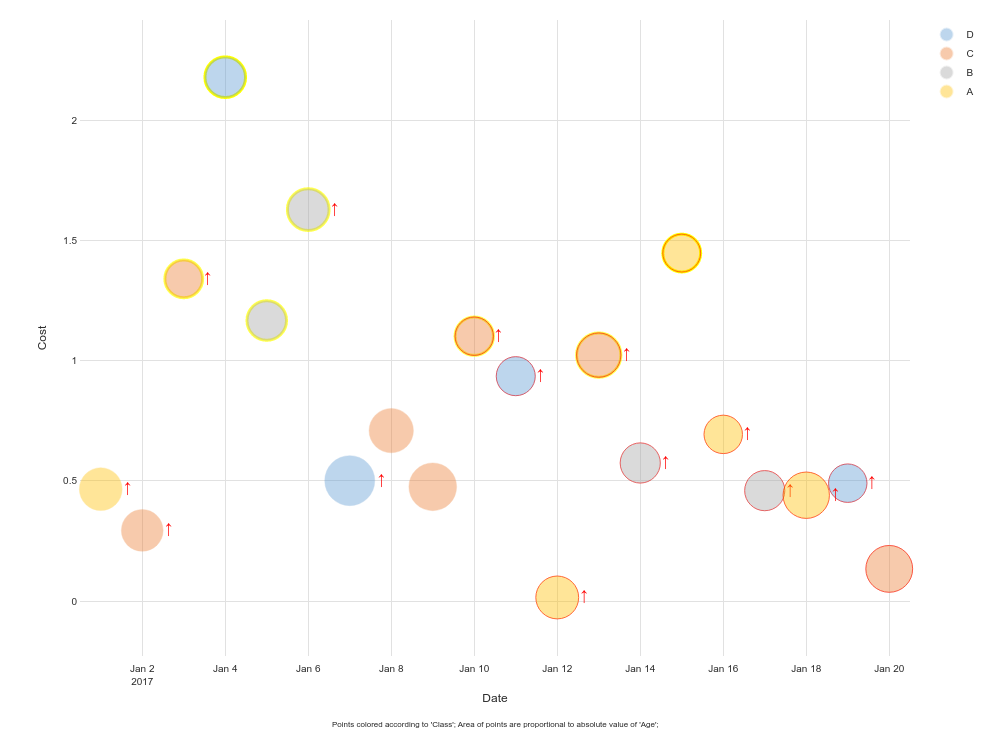 D
C
B
A
2
1.5
1
0.5
0
Cost
↑
↑
↑
↑
↑
↑
↑
↑
↑
↑
↑
↑
↑
↑
Jan 2 Jan 4 Jan 6 Jan 8 Jan 10 Jan 12 Jan 14 Jan 16 Jan 18 Jan 20
2017
Date
Points colored according to 'Class'; Area of points are proportional to absolute value of 'Age';